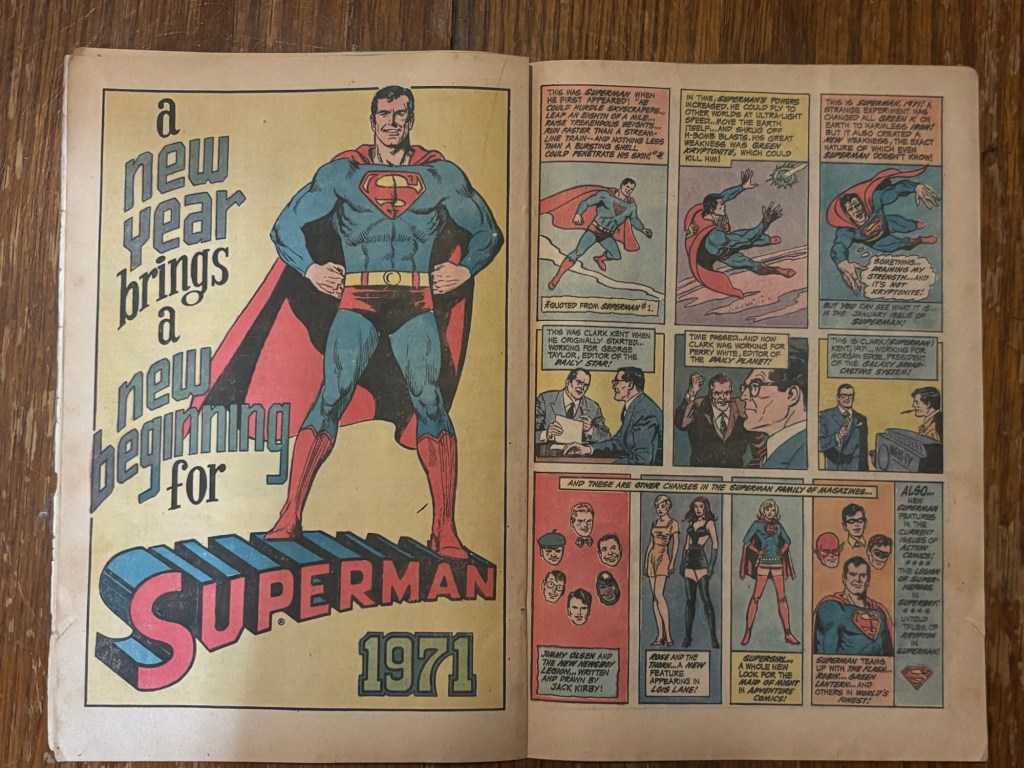 a
new
year
brings
a
new
beginning
for
SUPERMAN
®
1971
THIS WAS SUPERMAN WHEN
HE FIRST APPEARED! "HE
COULD HURDLE SKYSCRAPERS...
LEAP AN EIGHTH OF A MILE...
RAISE TREMENDOUS WEIGHTS...
RUN FASTER THAN A STREAM-
LINE TRAIN--AND NOTHING LESS
THAN A BURSTING SHELL
COULD PENETRATE HIS SKIN!"*
*QUOTED FROM SUPERMAN #1.
IN TIME, SUPERMAN'S POWERS
INCREASED. HE COULD FLY TO
OTHER WORLDS AT ULTRA-LIGHT
SPEED... MOVE THE EARTH
ITSELF... AND SHRUG OFF
H-BOMB BLASTS. HIS GREAT
WEAKNESS WAS GREEN
KRYPTONITE, WHICH COULD
KILL HIM!
THIS IS SUPERMAN, 1971! A
STRANGE EXPERIMENT HAS
CHANGED ALL GREEN K ON
EARTH TO HARMLESS IRON!
BUT IT ALSO CREATED A
NEW WEAKNESS, THE EXACT
NATURE OF WHICH EVEN
SUPERMAN DOESN'T KNOW!
SOMETHING...
DRAINING MY
STRENGTH... AND
IT'S NOT
KRYPTONITE!
BUT YOU CAN SEE WHAT IT IS--
IN THE JANUARY ISSUE OF
SUPERMAN!
THIS WAS CLARK KENT WHEN
HE ORIGINALLY STARTED...
WORKING FOR GEORGE
TAYLOR, EDITOR OF THE
DAILY STAR!
TIME PASSED... AND NOW
CLARK WAS WORKING FOR
PERRY WHITE, EDITOR OF
THE DAILY PLANET!
THIS IS CLARK (SUPERMAN)
KENT, 1971... WORKING FOR
MORGAN EDGE, PRESIDENT
OF THE GALAXY BROAD-
CASTING SYSTEM!
AND THESE ARE OTHER CHANGES IN THE SUPERMAN FAMILY OF MAGAZINES...
JIMMY OLSEN AND
THE NEW NEWSBOY
LEGION... WRITTEN
AND DRAWN BY
JACK KIRBY!
ROSE AND THE
THORN... A NEW
FEATURE
APPEARING IN
LOIS LANE!
SUPERGIRL...
A WHOLE NEW
LOOK FOR THE
MAID OF MIGHT
IN ADVENTURE
COMICS!
SUPERMAN TEAMS
UP WITH THE FLASH...
ROBIN... GREEN
LANTERN... AND
OTHERS IN WORLD'S
FINEST!
ALSO...
NEW
SUPERMAN
FEATURES
IN THE
CURRENT
ISSUES OF
ACTION
COMICS!
****
THE LEGION
OF SUPER-
HEROES
IN
SUPERBOY!
****
UNTOLD
TALES OF
KRYPTON
IN
SUPERMAN!